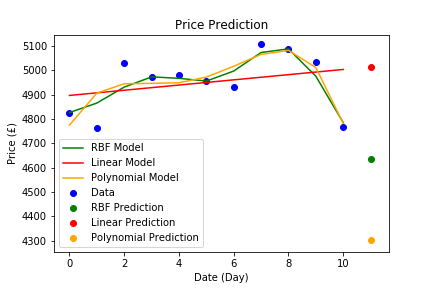 Price Prediction
Price (£)
5100
5000
4900
4800
4700
4600
4500
4400
4300
RBF Model
Linear Model
Polynomial Model
Data
RBF Prediction
Linear Prediction
Polynomial Prediction
0 2 4 6 8 10
Date (Day)